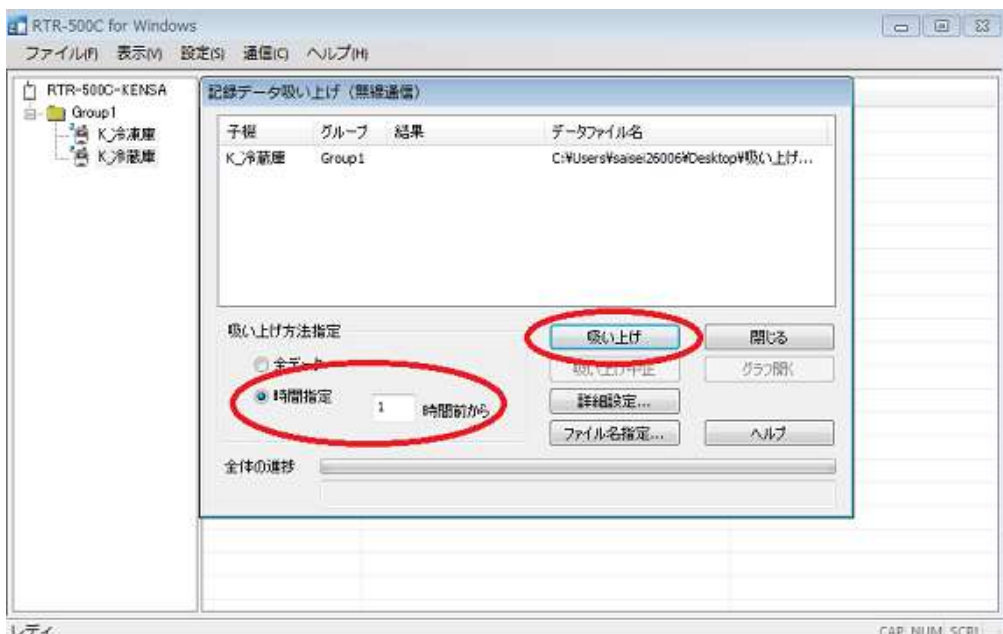 RTR-500C for Windows
ファイル(F) 表示(V) 設定(S) 通信(C) ヘルプ(H)
RTR-500C-KENSA
Group1
K_冷凍庫
K_冷蔵庫
記録データ吸い上げ (無線通信)
子機 グループ 結果 データファイル名
K_冷蔵庫 Group1 C:¥Users¥saisei26006¥Desktop¥吸い上げ...
吸い上げ方法指定
全データ
時間指定 1 時間前から
吸い上げ 閉じる
吸い上げ中止 グラフ開く
詳細設定...
ファイル名指定... ヘルプ
全体の進捗
レディ CAP NUM SCRL